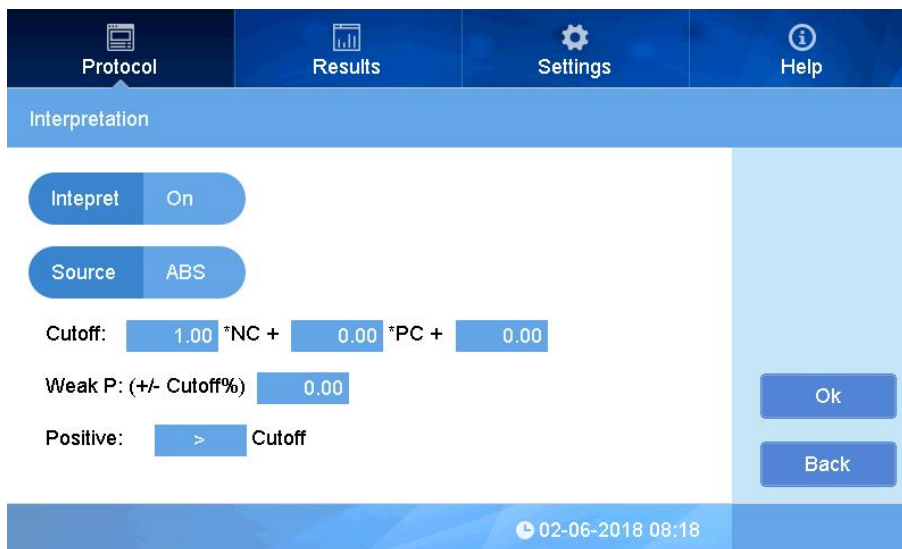 Protocol Results Settings Help
Interpretation
Intepret On
Source ABS
Cutoff: 1.00 *NC + 0.00 *PC + 0.00
Weak P: (+/- Cutoff%) 0.00
Ok
Positive: > Cutoff
Back
02-06-2018 08:18